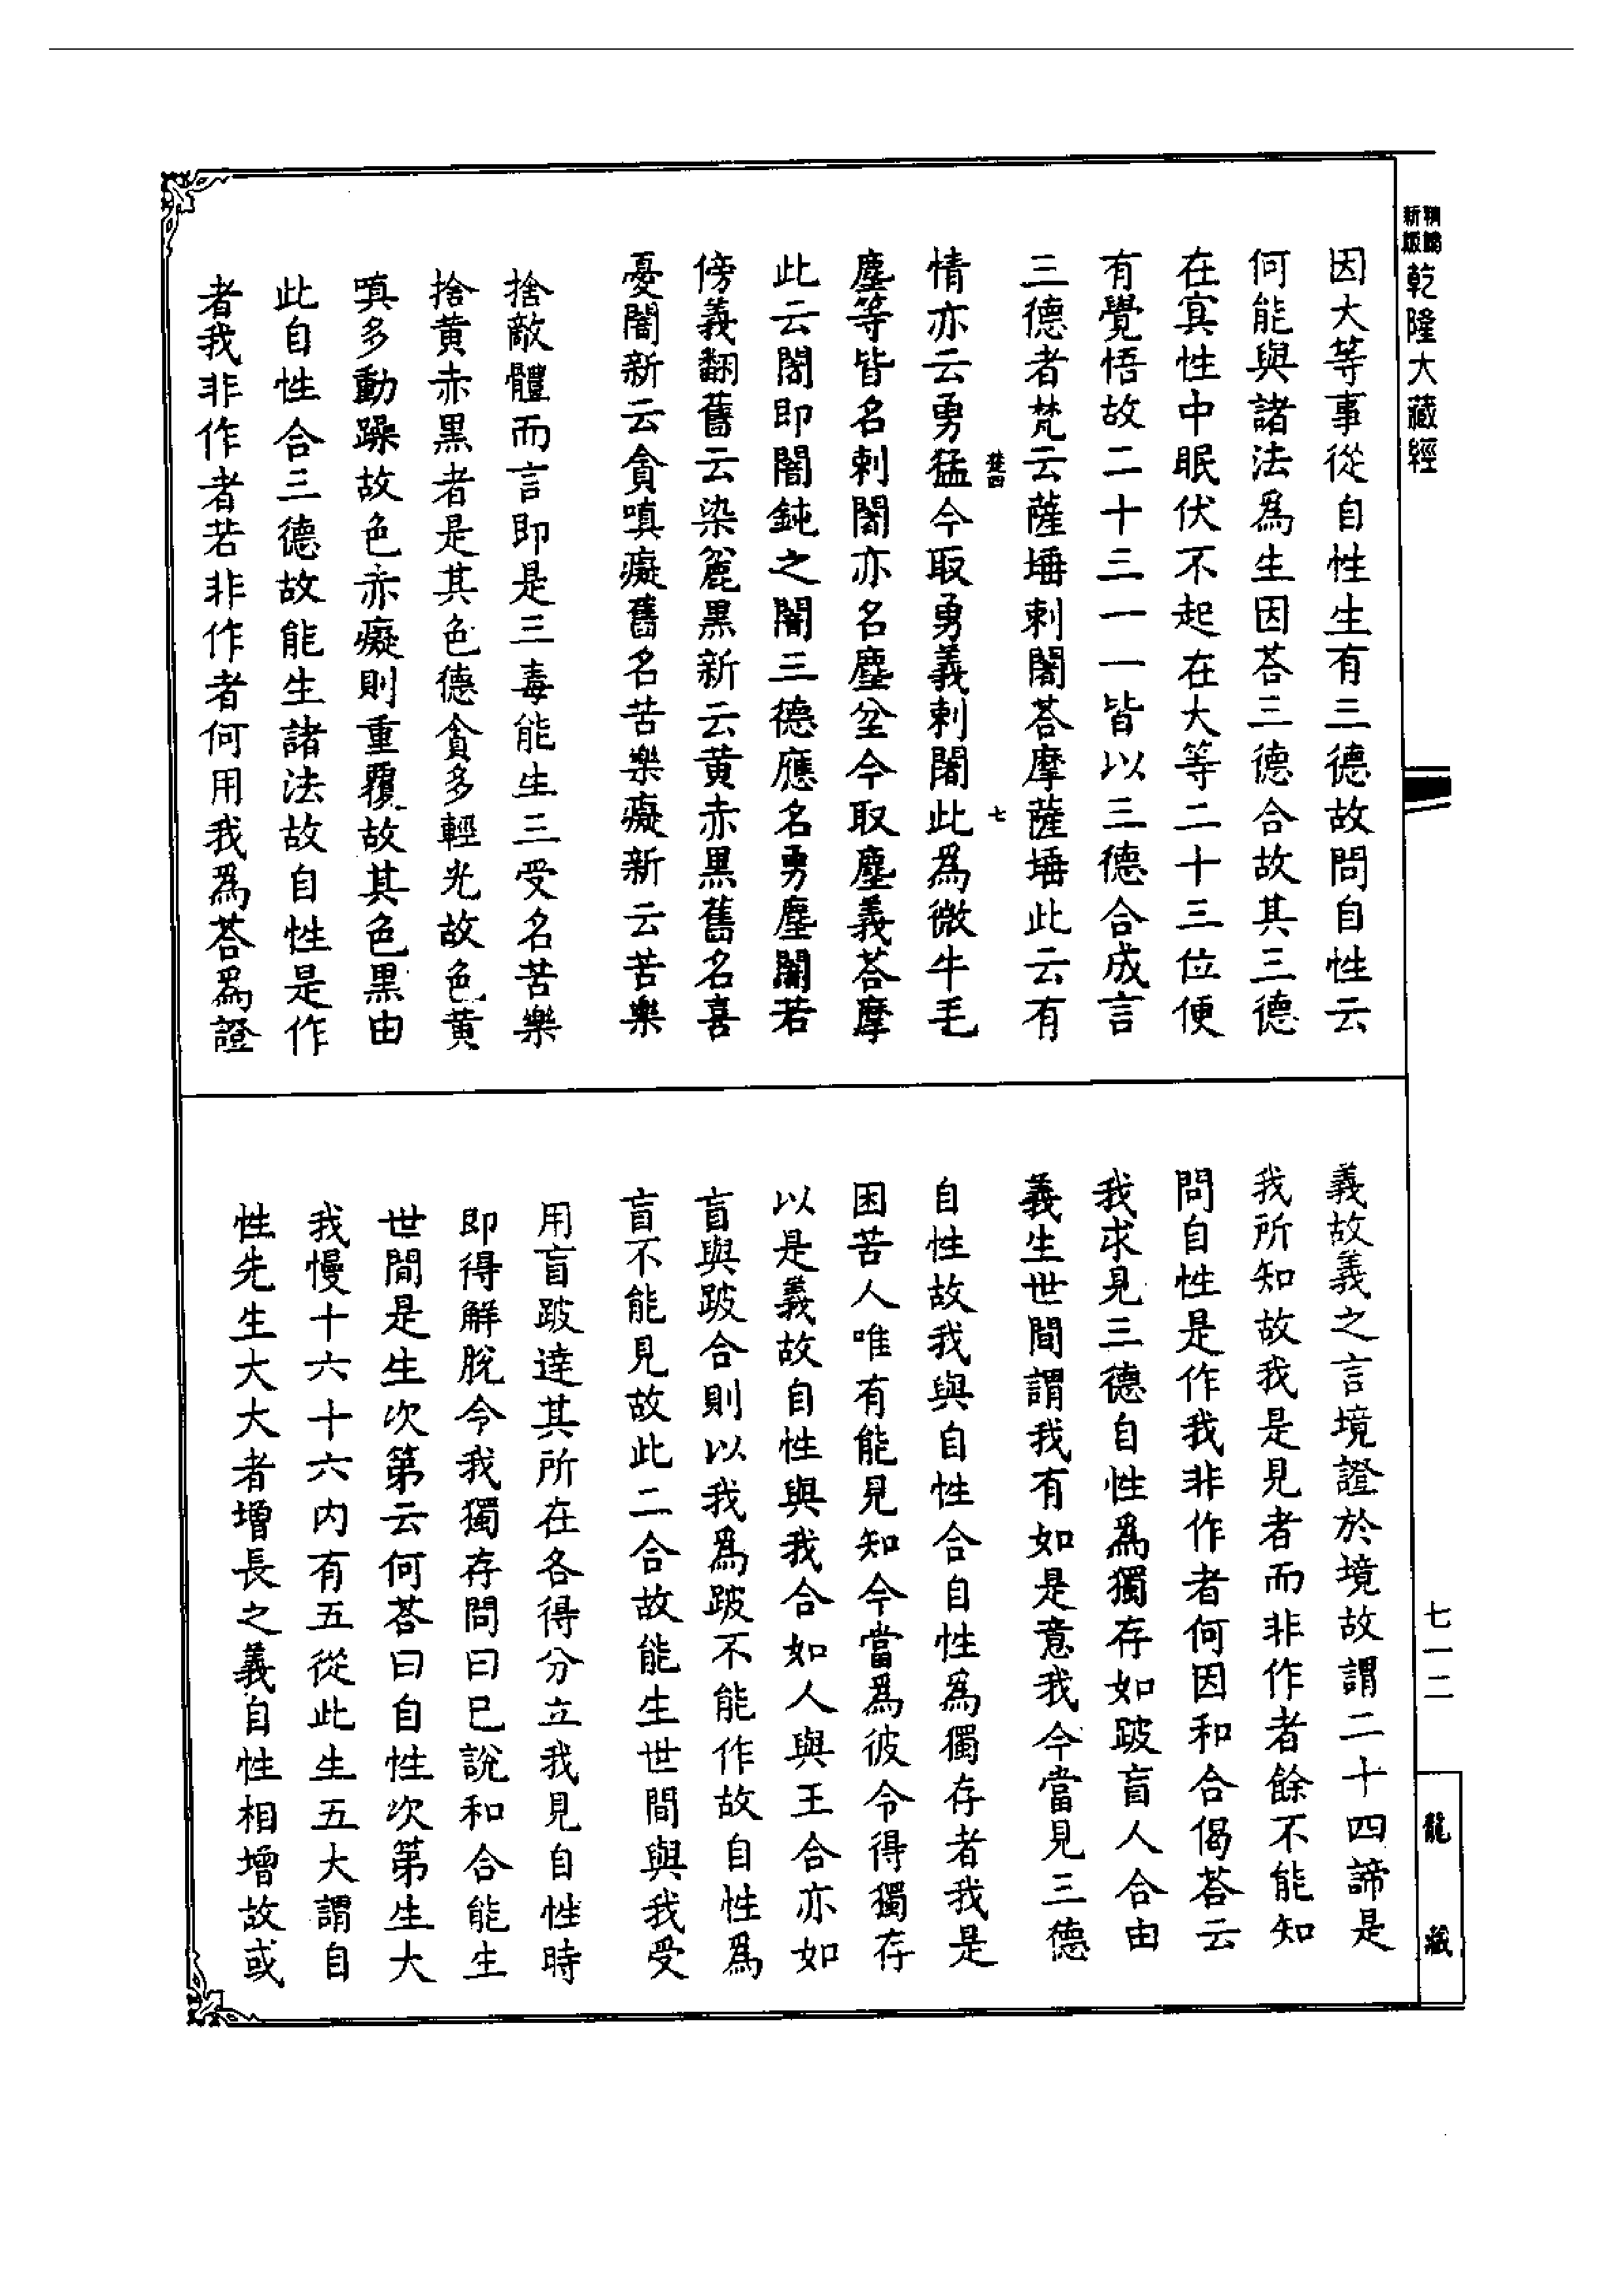 新編
新版
乾隆大藏經
因大等事從自性生有三德故問自性云
何能與諸法為生因荅三德合故其三德
在寘性中眠伏不起在大等二十三位便
有覺悟故二十三一一皆以三德合成言
三德者梵云薩埵剌闍荅摩薩埵此云有
情亦云勇猛今取勇義剌闍此為微牛毛
塵等皆名剌闍亦名塵坌今取塵義荅摩
此云闇即闇鈍之闇三德應名勇塵闇若
傍義翻舊云染麄黑新云黃赤黑舊名喜
憂闇新云貪嗔癡舊名苦樂癡新云苦樂
捨敵體而言即是三毒能生三受名苦樂
捨黃赤黑者是其色德貪多輕光故色黃
嗔多動躁故色赤癡則重覆故其色黑由
此自性合三德故能生諸法故自性是作
者我非作者若非作者何用我為荅為證
楚四
七
義故義之言境證於境故謂二十四諦是
我所知故我是見者而非作者餘不能知
問自性是作我非作者何因和合偈荅云
我求見三德自性為獨存如跛盲人合由
義生世間謂我有如是意我今當見三德
自性故我與自性合自性為獨存者我是
困苦人唯有能見知今當為彼令得獨存
以是義故自性與我合如人與王合亦如
盲與跛合則以我為跛不能作故自性為
盲不能見故此二合故能生世間與我受
用盲跛達其所在各得分立我見自性時
即得解脫今我獨存問曰已說和合能生
世間是生次第云何荅曰自性次第生大
我慢十六十六內有五從此生五大謂自
性先生大大者增長之義自性相增故或
七一二
龍
藏